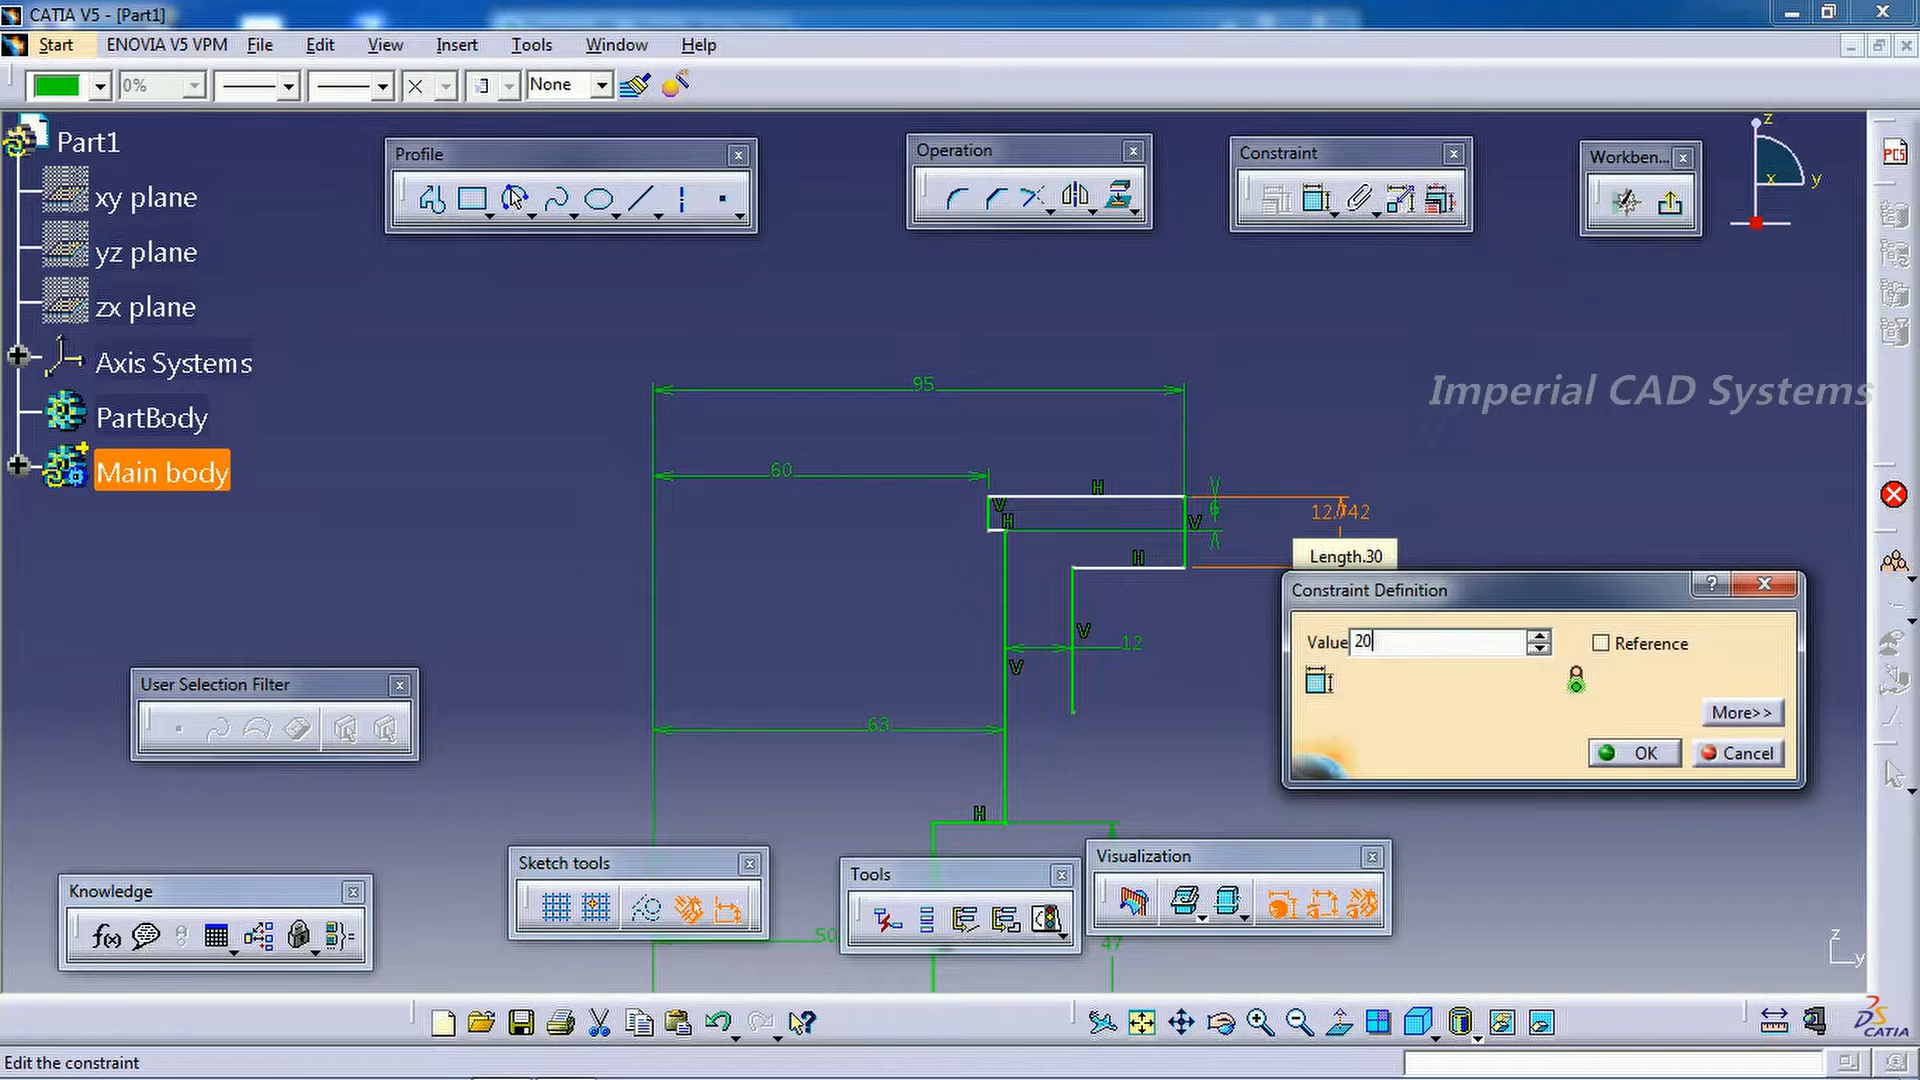 CATIA V5 - [Part1]
Start ENOVIA V5 VPM File Edit View Insert Tools Window Help
0% None
Part1
xy plane
yz plane
zx plane
Axis Systems
PartBody
Main body
Profile
Operation
Constraint
Workben...
z
x
y
PCS
Imperial CAD Systems
95
60
H
V
H
6
V
12.742
H
Length.30
V
12
V
63
H
50
47
Constraint Definition
Value 20
Reference
More>>
OK
Cancel
User Selection Filter
Knowledge
f(x)
Sketch tools
Tools
Visualization
z
y
CATIA
Edit the constraint